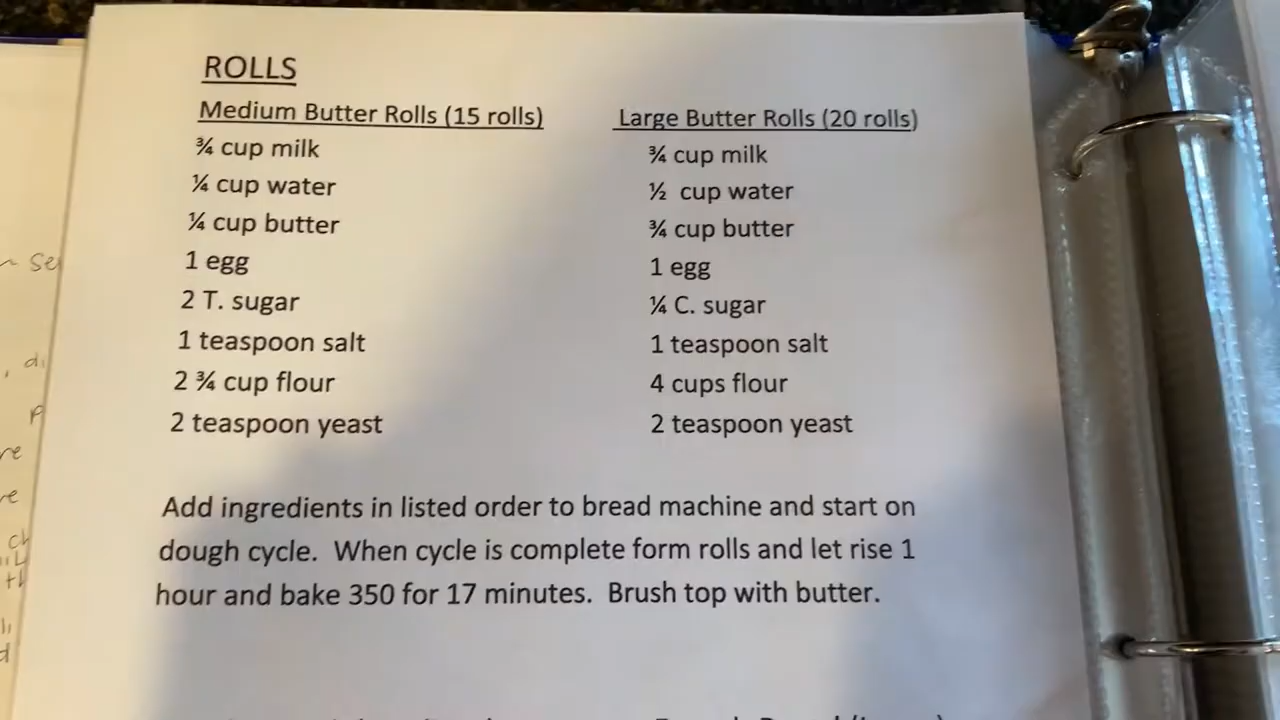 ROLLS
Medium Butter Rolls (15 rolls)
¾ cup milk
¼ cup water
¼ cup butter
1 egg
2 T. sugar
1 teaspoon salt
2 ¾ cup flour
2 teaspoon yeast
Large Butter Rolls (20 rolls)
¾ cup milk
½ cup water
¾ cup butter
1 egg
¼ C. sugar
1 teaspoon salt
4 cups flour
2 teaspoon yeast
Add ingredients in listed order to bread machine and start on
dough cycle. When cycle is complete form rolls and let rise 1
hour and bake 350 for 17 minutes. Brush top with butter.